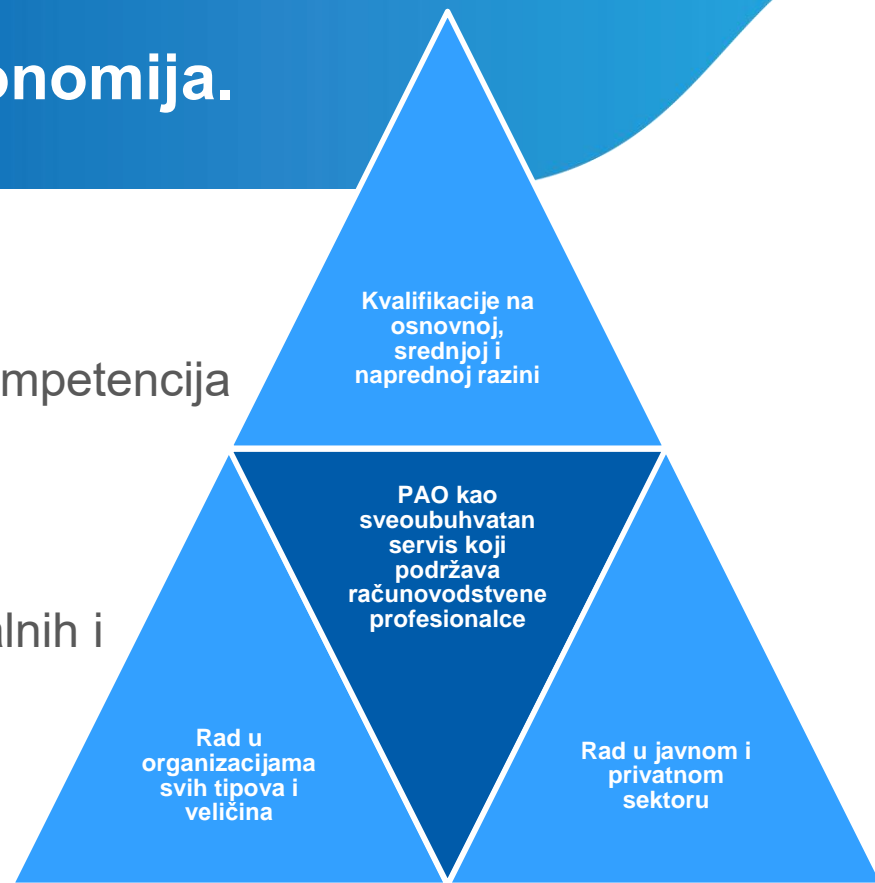 onomija.
Kvalifikacije na
osnovnoj,
srednjoj i
naprednoj razini
mpetencija
PAO kao
sveoubuhvatan
servis koji
podržava
računovodstvene
profesionalce
alnih i
Rad u
organizacijama
svih tipova i
veličina
Rad u javnom i
privatnom
sektoru